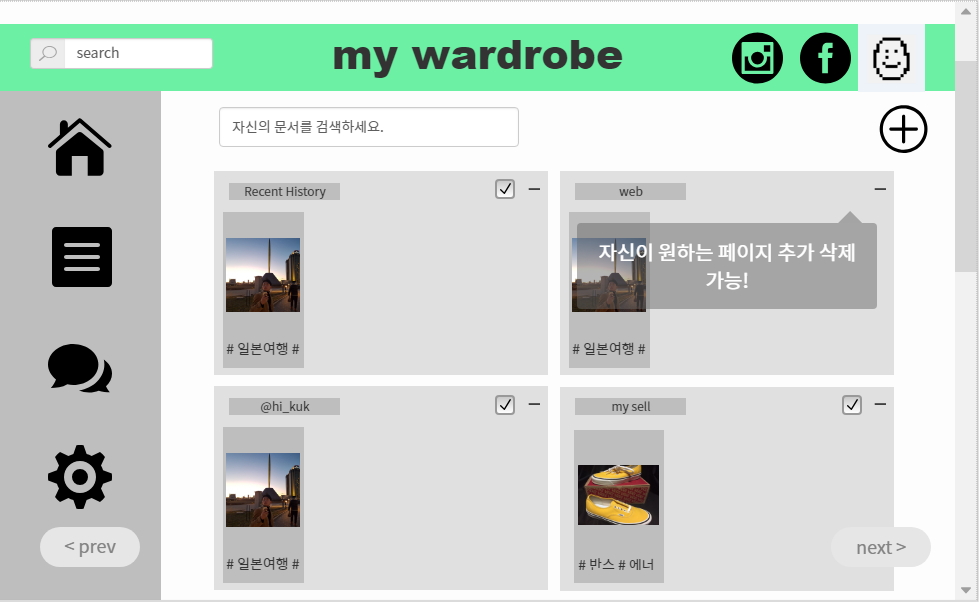 search
my wardrobe
자신의 문서를 검색하세요.
Recent History
web
자신이 원하는 페이지 추가 삭제
가능!
# 일본여행 #
# 일본여행 #
@hi_kuk
my sell
# 일본여행 #
# 반스 # 에너
< prev
next >